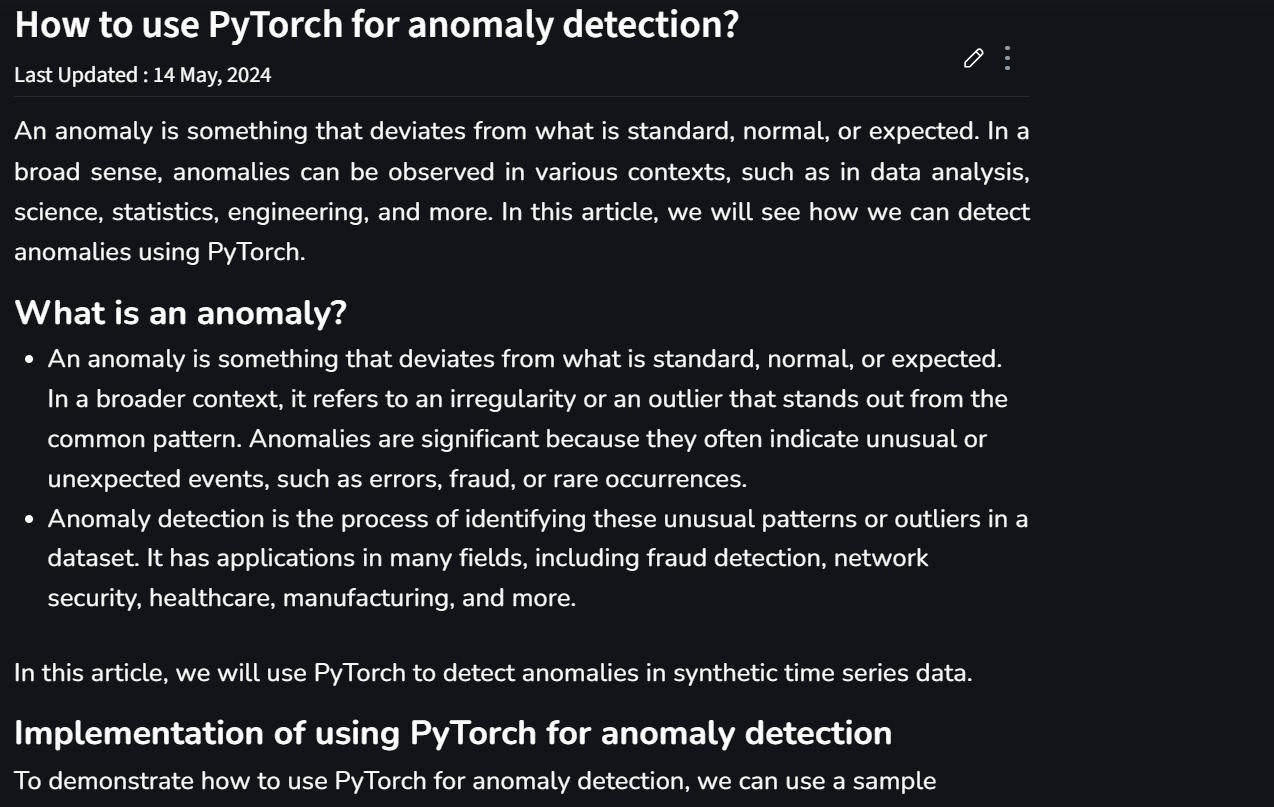 How to use PyTorch for anomaly detection?
Last Updated : 14 May, 2024
An anomaly is something that deviates from what is standard, normal, or expected. In a
broad sense, anomalies can be observed in various contexts, such as in data analysis,
science, statistics, engineering, and more. In this article, we will see how we can detect
anomalies using PyTorch.
What is an anomaly?
• An anomaly is something that deviates from what is standard, normal, or expected.
In a broader context, it refers to an irregularity or an outlier that stands out from the
common pattern. Anomalies are significant because they often indicate unusual or
unexpected events, such as errors, fraud, or rare occurrences.
• Anomaly detection is the process of identifying these unusual patterns or outliers in a
dataset. It has applications in many fields, including fraud detection, network
security, healthcare, manufacturing, and more.
In this article, we will use PyTorch to detect anomalies in synthetic time series data.
Implementation of using PyTorch for anomaly detection
To demonstrate how to use PyTorch for anomaly detection, we can use a sample